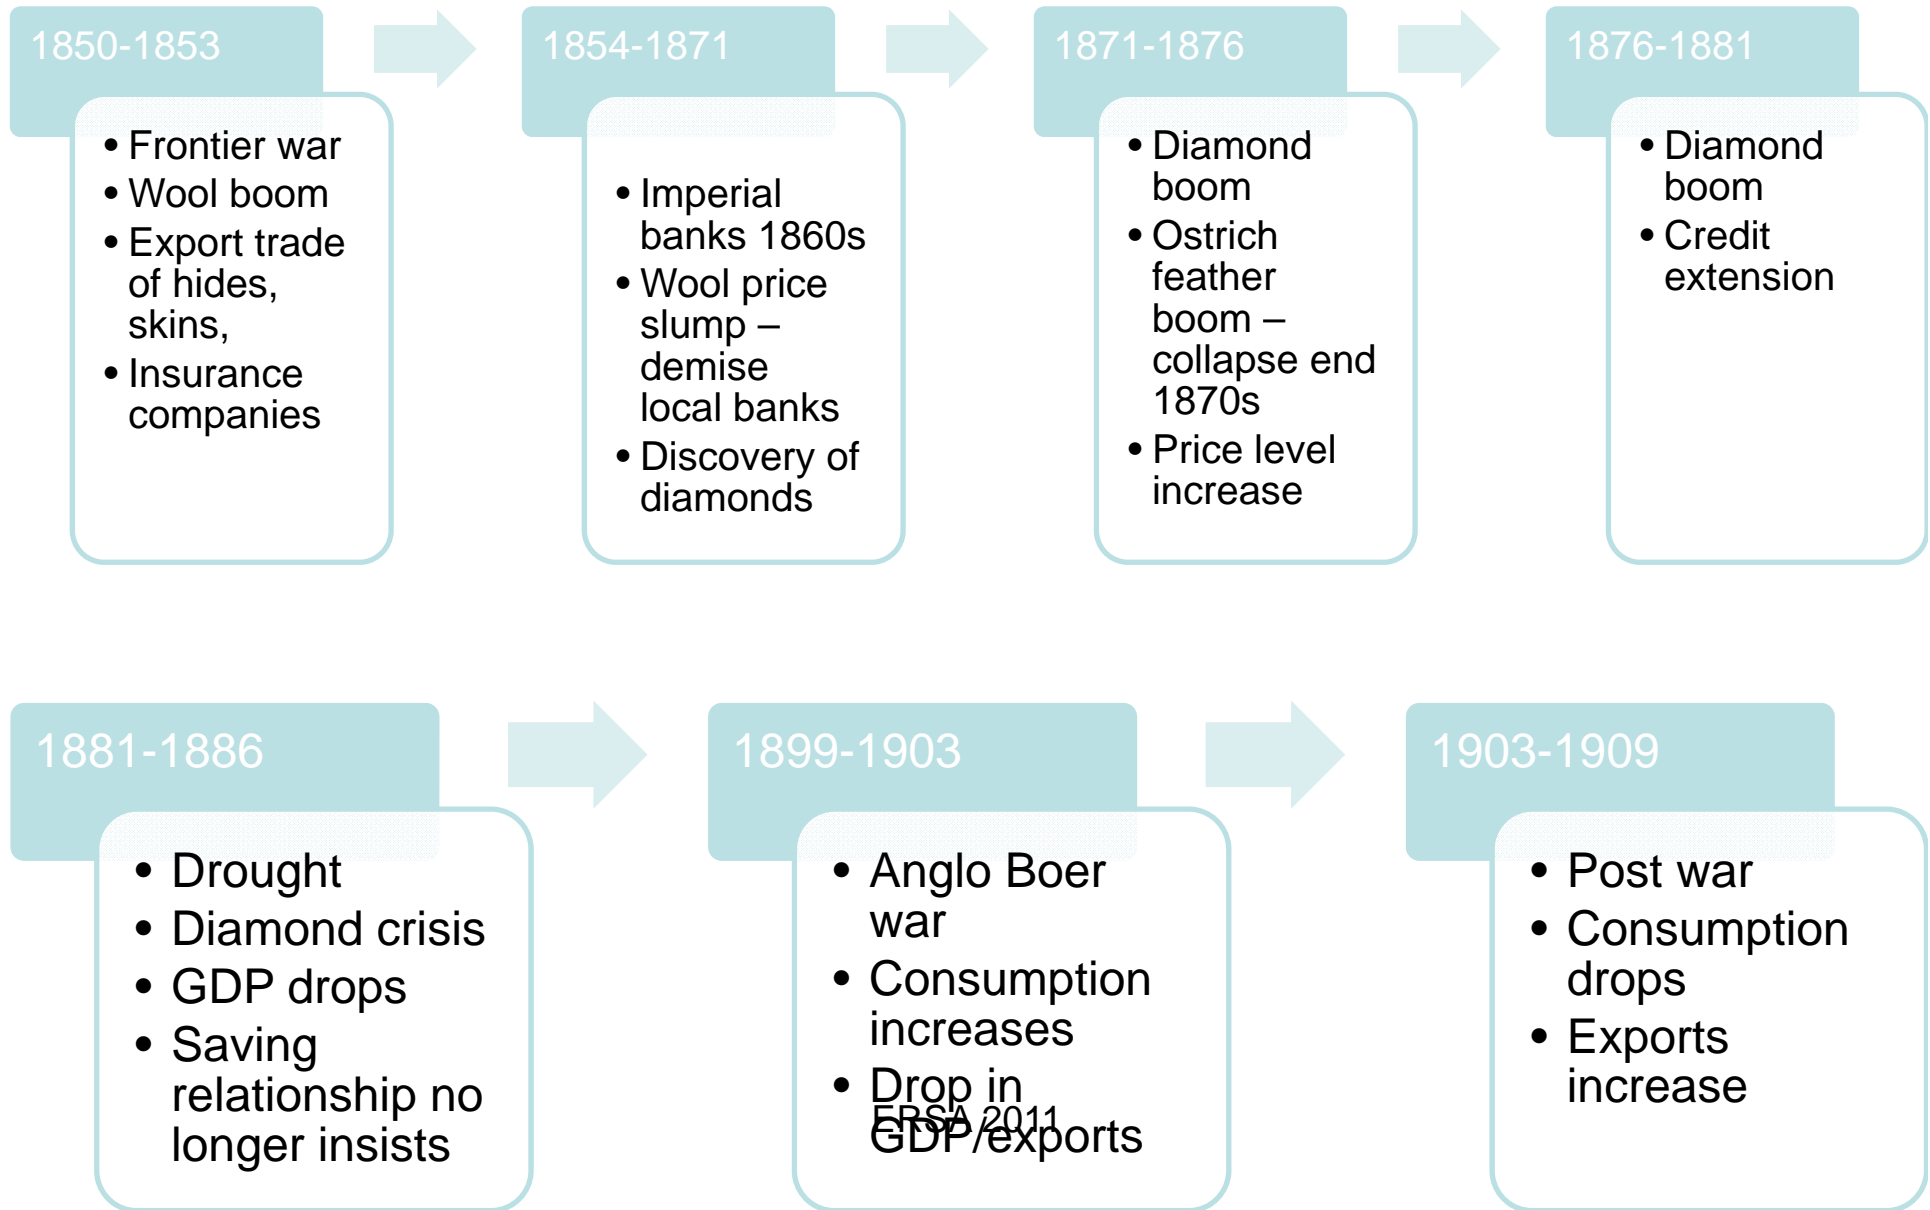 1850-1853
• Frontier war
• Wool boom
• Export trade
of hides,
skins,
• Insurance
companies
1854-1871
• Imperial
banks 1860s
• Wool price
slump –
demise
local banks
• Discovery of
diamonds
1871-1876
• Diamond
boom
• Ostrich
feather
boom –
collapse end
1870s
• Price level
increase
1876-1881
• Diamond
boom
• Credit
extension
1881-1886
• Drought
• Diamond crisis
• GDP drops
• Saving
relationship no
longer insists
1899-1903
• Anglo Boer
war
• Consumption
increases
• Drop in
GDP/exports
ERSA 2011
1903-1909
• Post war
• Consumption
drops
• Exports
increase